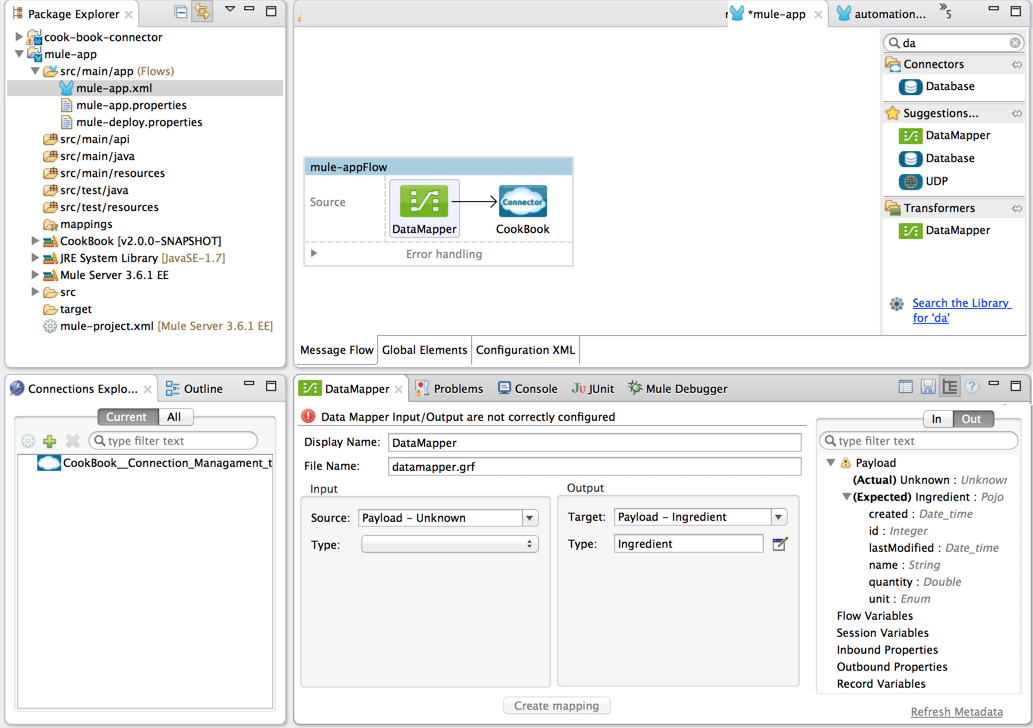 Package Explorer
cook-book-connector
mule-app
src/main/app (Flows)
mule-app.xml
mule-app.properties
mule-deploy.properties
src/main/api
src/main/java
src/main/resources
src/test/java
src/test/resources
mappings
CookBook [v2.0.0-SNAPSHOT]
JRE System Library [JavaSE-1.7]
Mule Server 3.6.1 EE
src
target
mule-project.xml [Mule Server 3.6.1 EE]
*mule-app
automation...
»5
mule-appFlow
Source
DataMapper
Connector
CookBook
Error handling
Message Flow
Global Elements
Configuration XML
da
Connectors
Database
Suggestions...
DataMapper
Database
UDP
Transformers
DataMapper
Search the Library
for 'da'
Connections Explo...
Outline
Current
All
type filter text
CookBook__Connection_Managament_t
DataMapper
Problems
Console
JUnit
Mule Debugger
Data Mapper Input/Output are not correctly configured
Display Name: DataMapper
File Name: datamapper.grf
Input
Source: Payload – Unknown
Type:
Output
Target: Payload – Ingredient
Type: Ingredient
Create mapping
In
Out
type filter text
Payload
(Actual) Unknown : Unknown
(Expected) Ingredient : Pojo
created : Date_time
id : Integer
lastModified : Date_time
name : String
quantity : Double
unit : Enum
Flow Variables
Session Variables
Inbound Properties
Outbound Properties
Record Variables
Refresh Metadata